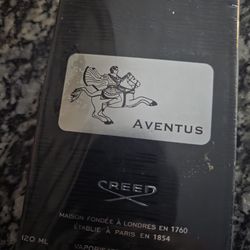 AVENTUS
CREED
MAISON FONDÉE À LONDRES EN 1760
ÉTABLIE À PARIS EN 1854
120 ML